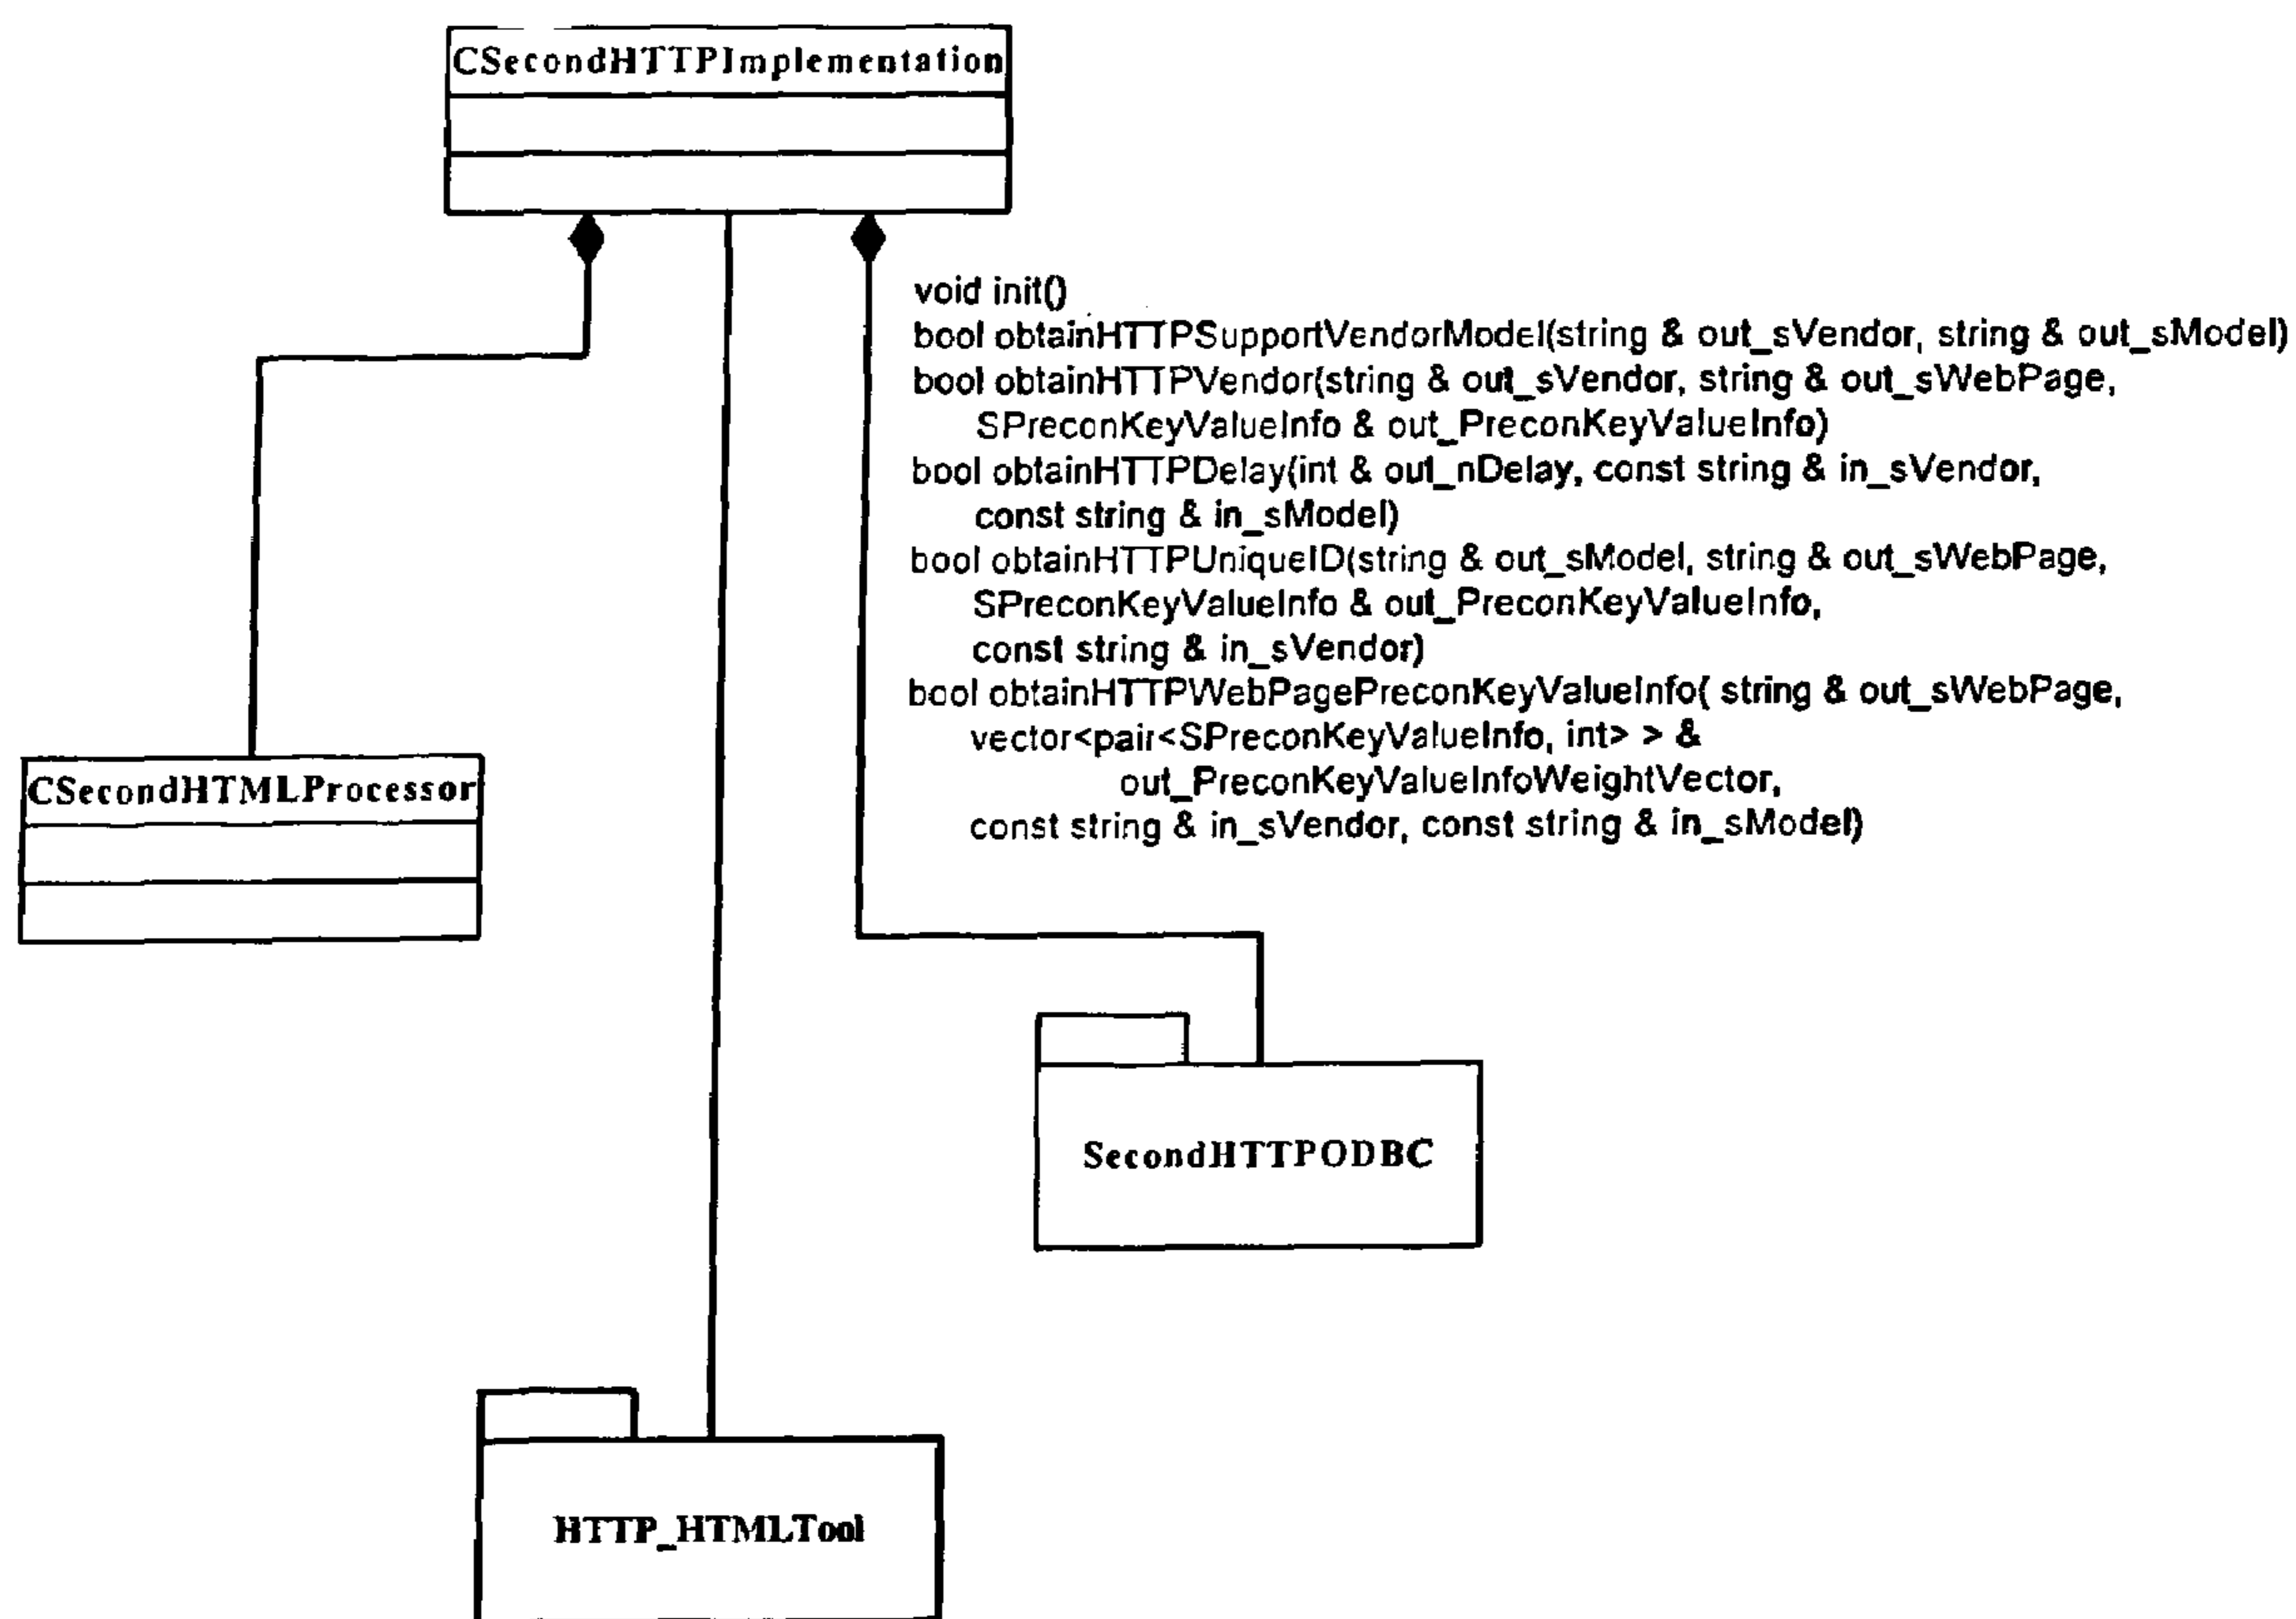 CSecondHTTPImplementation
void init()
bool obtainHTTPSupportVendorModel(string & out_sVendor, string & out_sModel)
bool obtainHTTPVendor(string & out_sVendor, string & out_sWebPage,
SPreconKeyValueInfo & out_PreconKeyValueInfo)
bool obtainHTTPDelay(int & out_nDelay, const string & in_sVendor,
const string & in_sModel)
bool obtainHTTPUniqueID(string & out_sModel, string & out_sWebPage,
SPreconKeyValueInfo & out_PreconKeyValueInfo,
const string & in_sVendor)
bool obtainHTTPWebPagePreconKeyValueInfo( string & out_sWebPage,
vector<pair<SPreconKeyValueInfo, int> > &
out_PreconKeyValueInfoWeightVector,
const string & in_sVendor, const string & in_sModel)
CSecondHTMLProcessor
SecondHTTPODBC
HTTP_HTMLTool